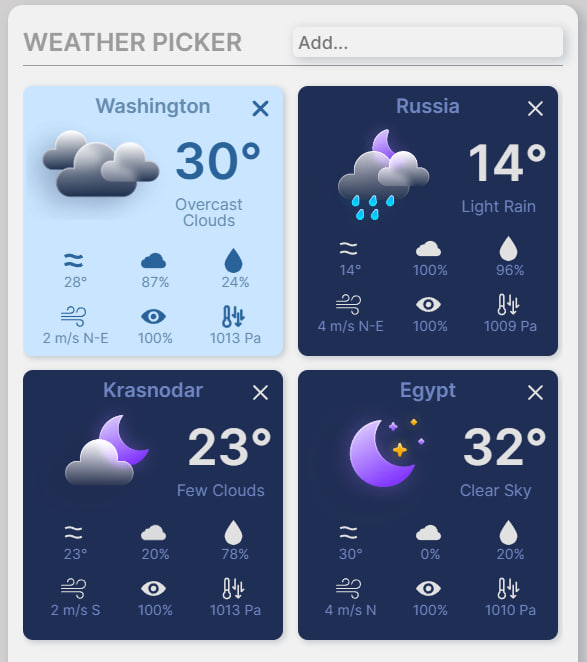 WEATHER PICKER
Add...
Washington
30°
Overcast
Clouds
28° 87% 24%
2 m/s N-E 100% 1013 Pa
Russia
14°
Light Rain
14° 100% 96%
4 m/s N-E 100% 1009 Pa
Krasnodar
23°
Few Clouds
23° 20% 78%
2 m/s S 100% 1013 Pa
Egypt
32°
Clear Sky
30° 0% 20%
4 m/s N 100% 1010 Pa